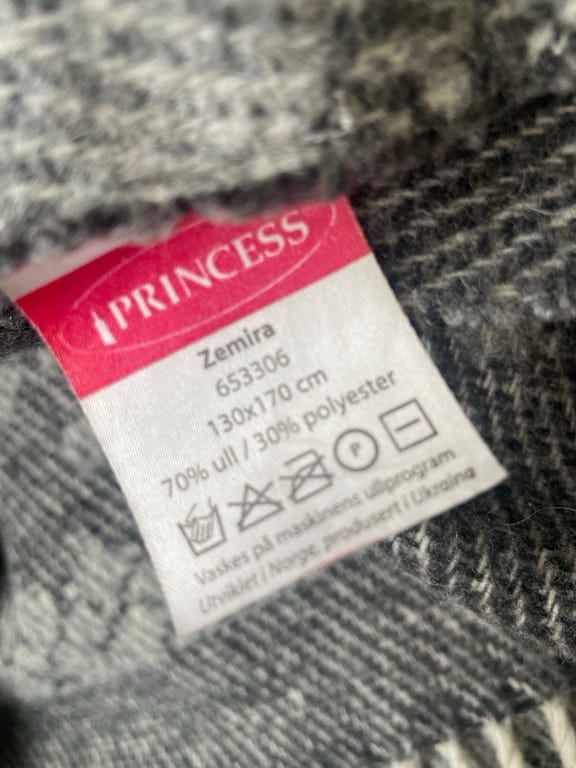 PRINCESS
Zemira
653306
130x170 cm
70% ull / 30% polyester
P
Vaskes på maskinens ullprogram
Utviklet i Norge produsert i Ukraina